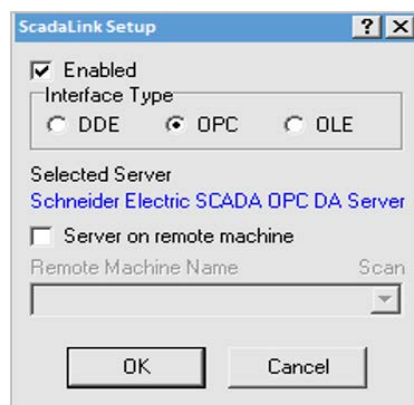 ScadaLink Setup ? X
Enabled
Interface Type
DDE OPC OLE
Selected Server
Schneider Electric SCADA OPC DA Server
Server on remote machine
Remote Machine Name Scan
OK Cancel